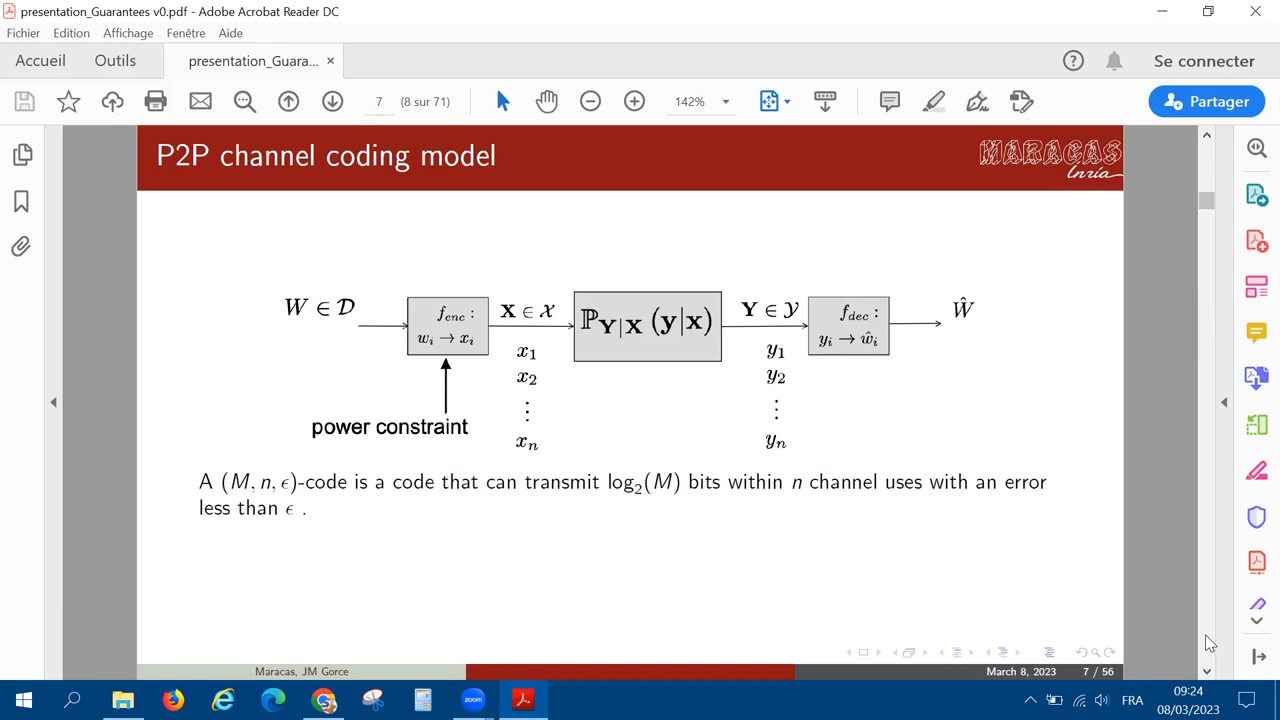 presentation_Guarantees v0.pdf - Adobe Acrobat Reader DC
Fichier Edition Affichage Fenêtre Aide
Accueil Outils presentation_Guara... × Se connecter
7 (8 sur 71) 142% Partager
P2P channel coding model
MARACAS
Inria
W ∈ 𝒟 f_enc : w_i → x_i X ∈ 𝒳 ℙ_Y|X (y|x) Y ∈ 𝒴 f_dec : y_i → ŵ_i Ŵ
x_1 y_1
x_2 y_2
⋮ ⋮
power constraint
x_n y_n
A (M, n, ϵ)-code is a code that can transmit log_2(M) bits within n channel uses with an error
less than ϵ .
Maracas, JM Gorce March 8, 2023 7 / 56
zoom FRA 09:24
08/03/2023